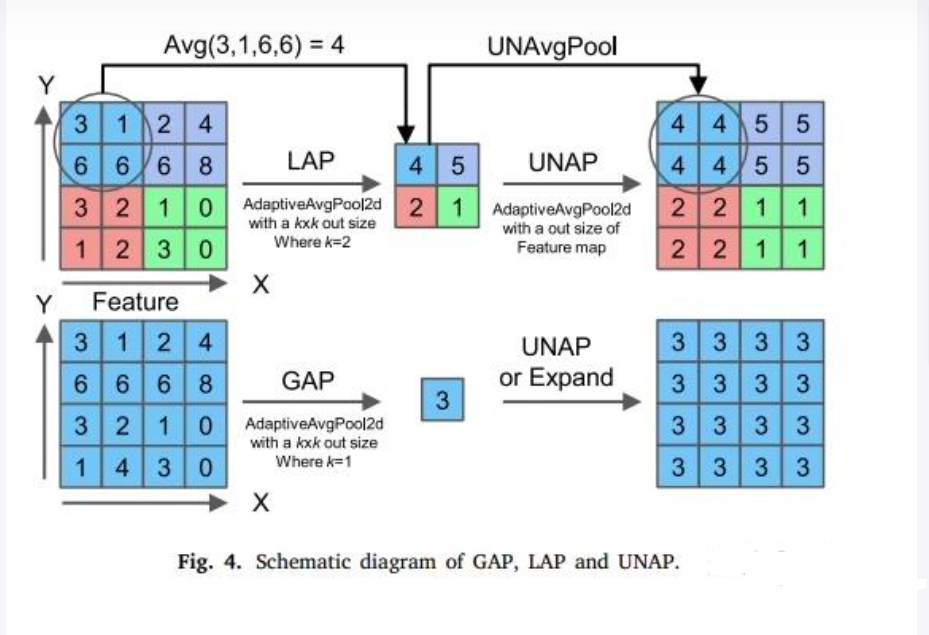 Avg(3,1,6,6) = 4
UNAvgPool
Y
3 1 2 4
6 6 6 8
3 2 1 0
1 2 3 0
X
LAP
AdaptiveAvgPool2d
with a kxk out size
Where k=2
4 5
2 1
UNAP
AdaptiveAvgPool2d
with a out size of
Feature map
4 4 5 5
4 4 5 5
2 2 1 1
2 2 1 1
Y
Feature
3 1 2 4
6 6 6 8
3 2 1 0
1 4 3 0
X
GAP
AdaptiveAvgPool2d
with a kxk out size
Where k=1
3
UNAP
or Expand
3 3 3 3
3 3 3 3
3 3 3 3
3 3 3 3
Fig. 4. Schematic diagram of GAP, LAP and UNAP.